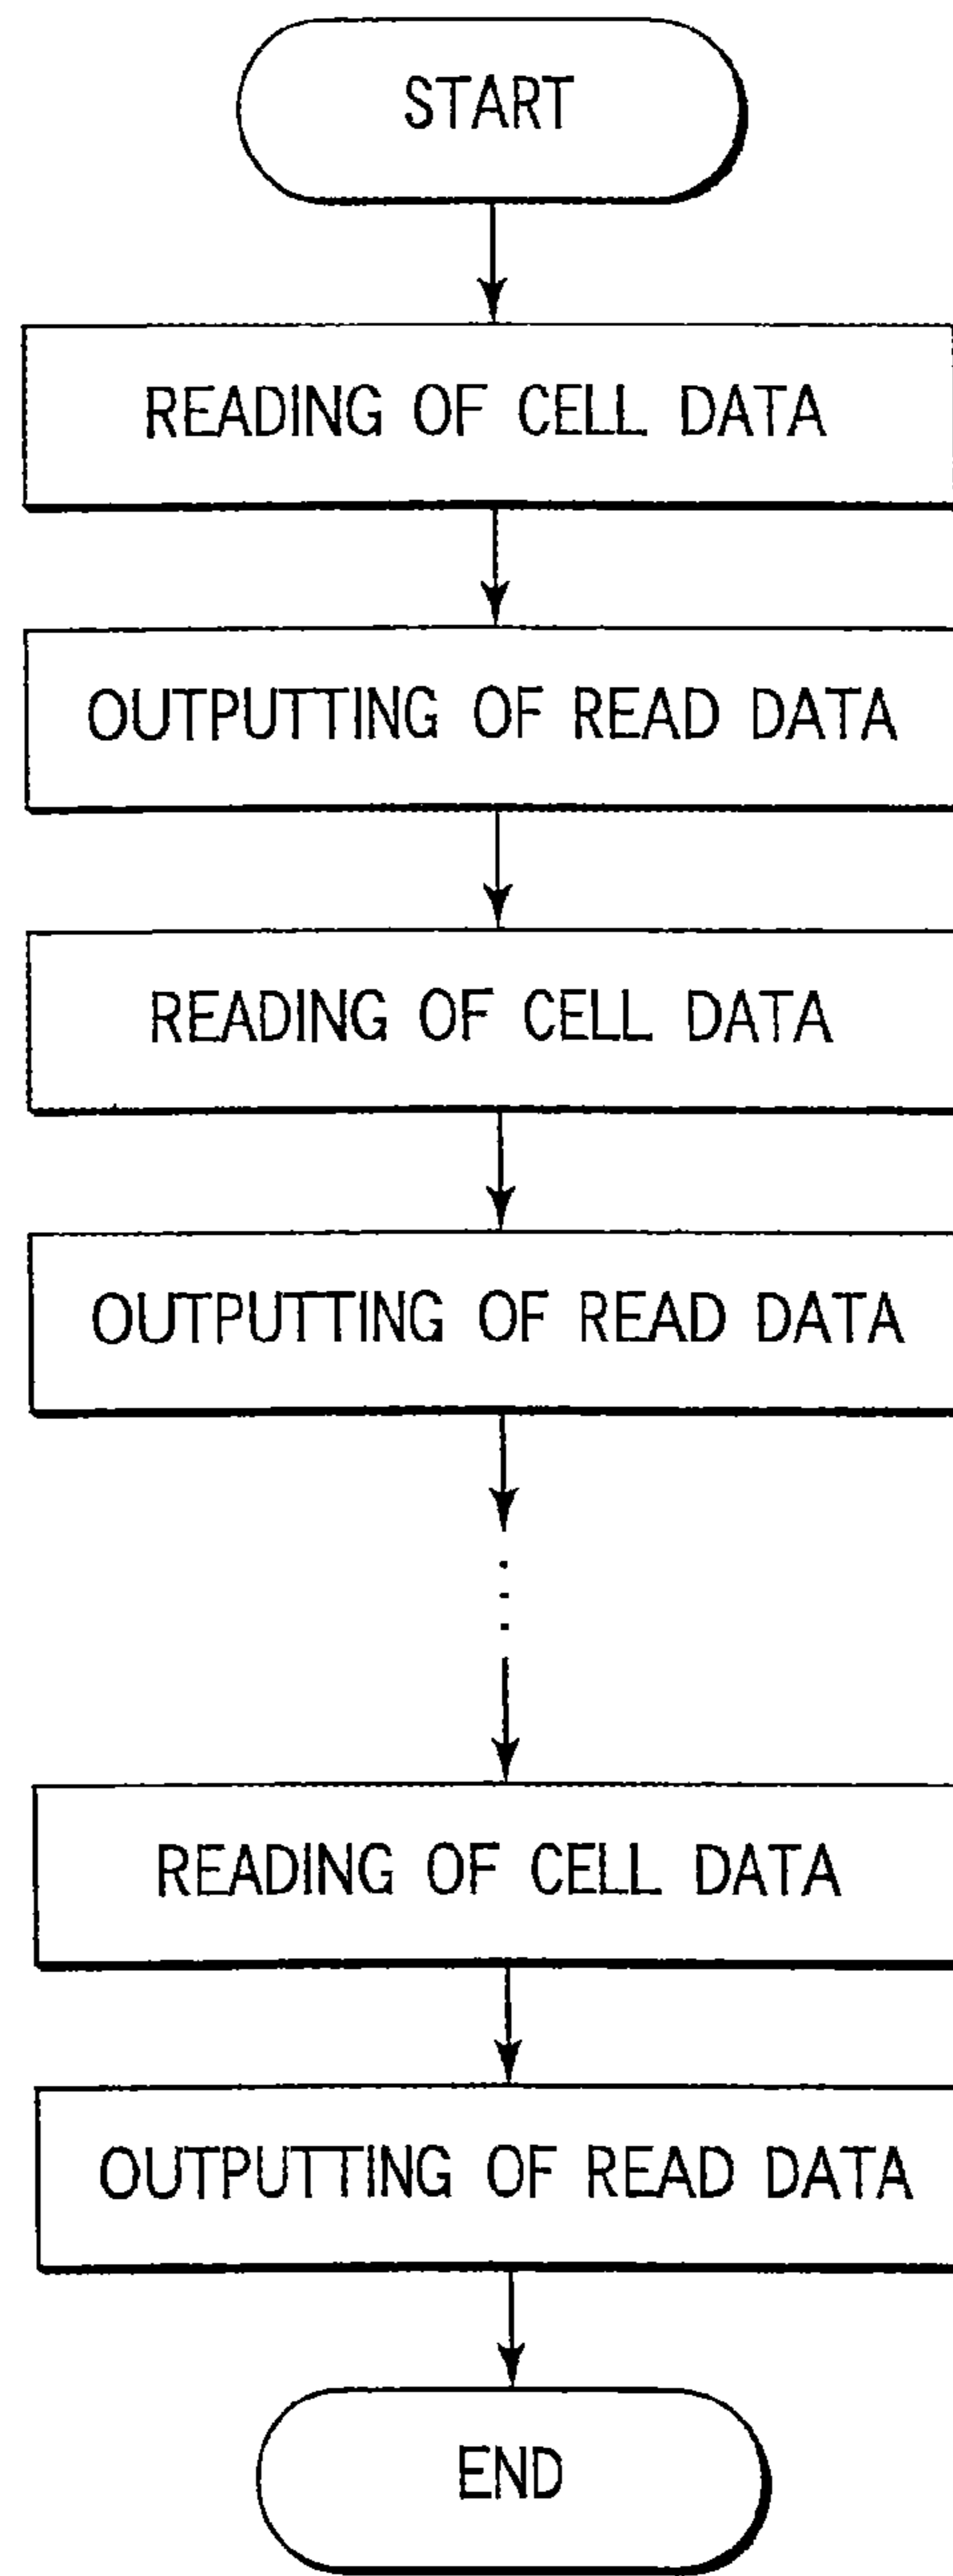 START
READING OF CELL DATA
OUTPUTTING OF READ DATA
READING OF CELL DATA
OUTPUTTING OF READ DATA
READING OF CELL DATA
OUTPUTTING OF READ DATA
END